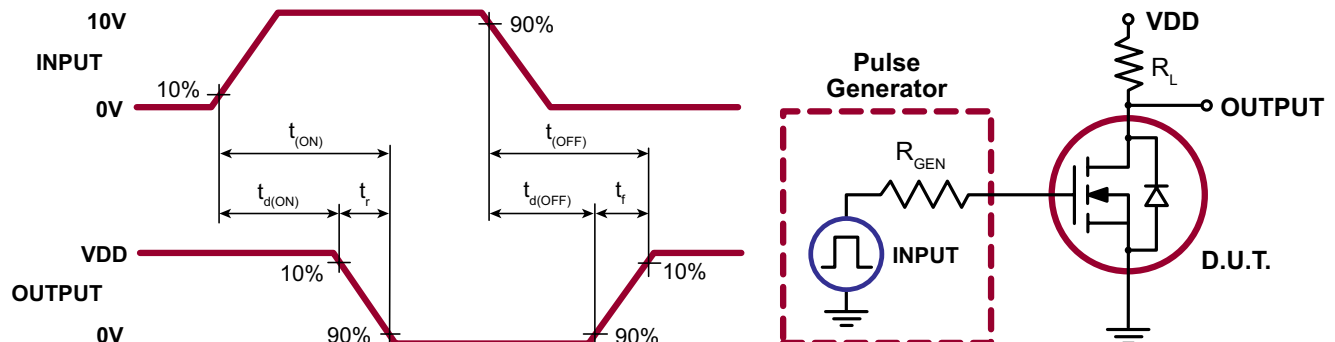 10V
INPUT
0V
10%
90%
t(ON)
t(OFF)
td(ON)
tr
td(OFF)
tf
VDD
OUTPUT
0V
10%
90%
90%
10%
Pulse
Generator
RGEN
INPUT
VDD
RL
OUTPUT
D.U.T.